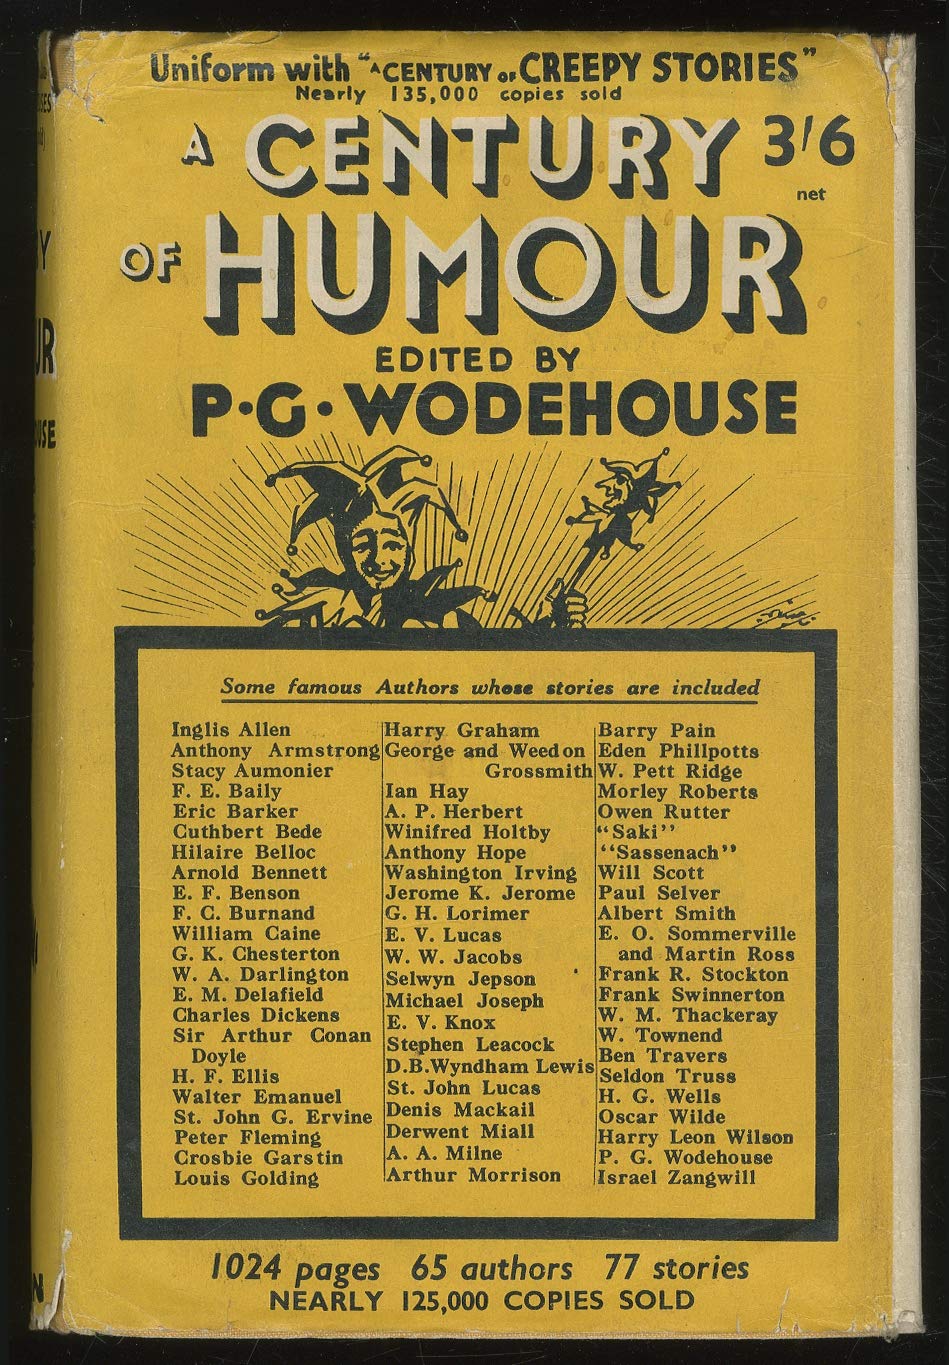 Uniform with "A CENTURY OF CREEPY STORIES"
Nearly 135,000 copies sold
A CENTURY 3/6
net
OF HUMOUR
EDITED BY
P·G·WODEHOUSE
Some famous Authors whose stories are included
Inglis Allen
Anthony Armstrong
Stacy Aumonier
F. E. Baily
Eric Barker
Cuthbert Bede
Hilaire Belloc
Arnold Bennett
E. F. Benson
F. C. Burnand
William Caine
G. K. Chesterton
W. A. Darlington
E. M. Delafield
Charles Dickens
Sir Arthur Conan
Doyle
H. F. Ellis
Walter Emanuel
St. John G. Ervine
Peter Fleming
Crosbie Garstin
Louis Golding
Harry Graham
George and Weedon
Grossmith
Ian Hay
A. P. Herbert
Winifred Holtby
Anthony Hope
Washington Irving
Jerome K. Jerome
G. H. Lorimer
E. V. Lucas
W. W. Jacobs
Selwyn Jepson
Michael Joseph
E. V. Knox
Stephen Leacock
D.B.Wyndham Lewis
St. John Lucas
Denis Mackail
Derwent Miall
A. A. Milne
Arthur Morrison
Barry Pain
Eden Phillpotts
W. Pett Ridge
Morley Roberts
Owen Rutter
"Saki"
"Sassenach"
Will Scott
Paul Selver
Albert Smith
E. O. Sommerville
and Martin Ross
Frank R. Stockton
Frank Swinnerton
W. M. Thackeray
W. Townend
Ben Travers
Seldon Truss
H. G. Wells
Oscar Wilde
Harry Leon Wilson
P. G. Wodehouse
Israel Zangwill
1024 pages 65 authors 77 stories
NEARLY 125,000 COPIES SOLD